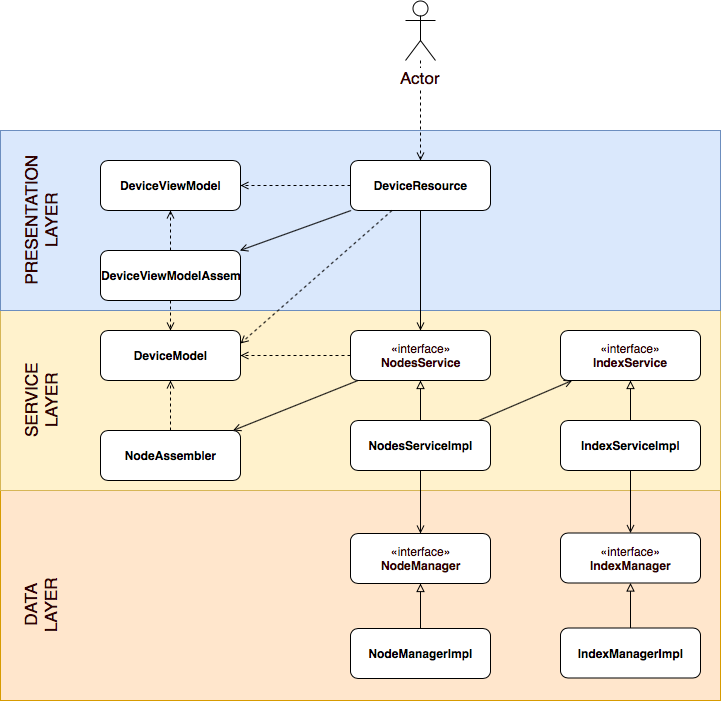 Actor
PRESENTATION
LAYER
DeviceViewModel
DeviceResource
DeviceViewModelAssem
SERVICE
LAYER
DeviceModel
«interface»
NodesService
«interface»
IndexService
NodeAssembler
NodesServiceImpl
IndexServiceImpl
DATA
LAYER
«interface»
NodeManager
«interface»
IndexManager
NodeManagerImpl
IndexManagerImpl